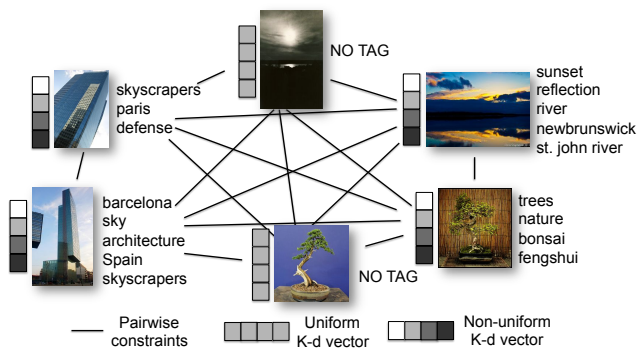 NO TAG
skyscrapers
paris
defense
sunset
reflection
river
newbrunswick
st. john river
barcelona
sky
architecture
Spain
skyscrapers
NO TAG
trees
nature
bonsai
fengshui
Pairwise
constraints
Uniform
K-d vector
Non-uniform
K-d vector